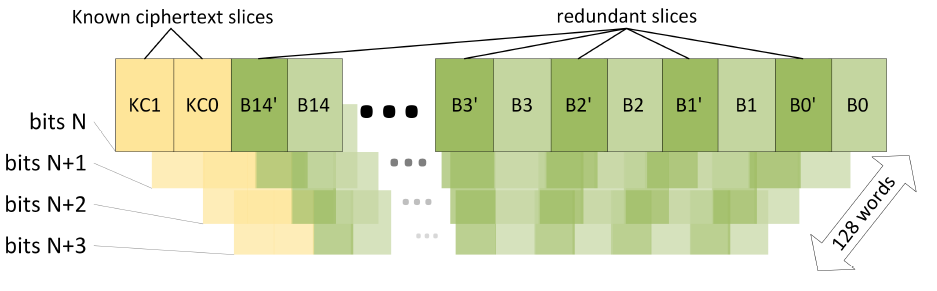 Known ciphertext slices
redundant slices
KC1 KC0 B14' B14 B3' B3 B2' B2 B1' B1 B0' B0
bits N
bits N+1
bits N+2
bits N+3
128 words